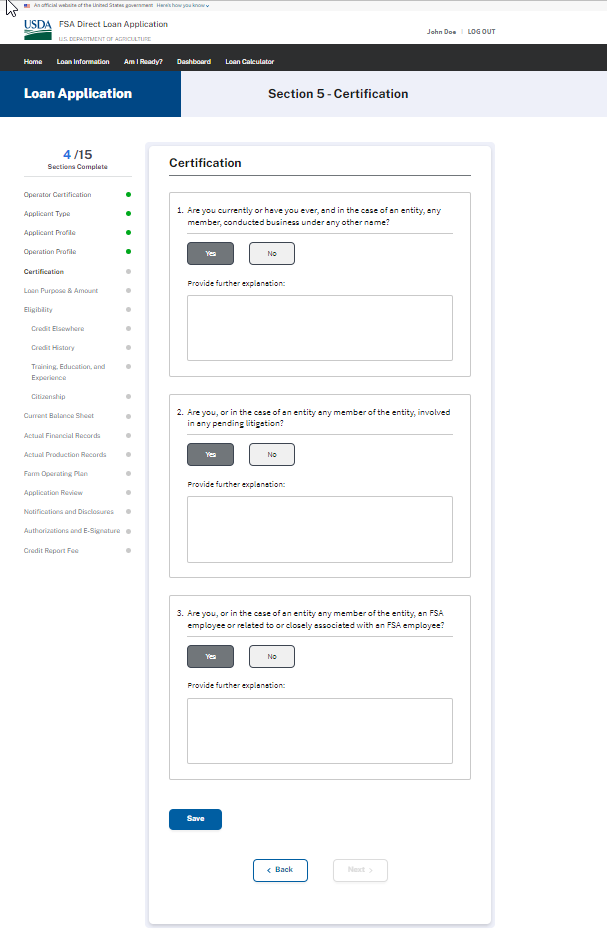 An official website of the United States government Here's how you know
USDA
FSA Direct Loan Application
U.S. DEPARTMENT OF AGRICULTURE
John Doe | LOG OUT
Home Loan Information Am I Ready? Dashboard Loan Calculator
Loan Application
Section 5 - Certification
4 /15
Sections Complete
Operator Certification
Applicant Type
Applicant Profile
Operation Profile
Certification
Loan Purpose & Amount
Eligibility
Credit Elsewhere
Credit History
Training, Education, and
Experience
Citizenship
Current Balance Sheet
Actual Financial Records
Actual Production Records
Farm Operating Plan
Application Review
Notifications and Disclosures
Authorizations and E-Signature
Credit Report Fee
Certification
1. Are you currently or have you ever, and in the case of an entity, any
member, conducted business under any other name?
Yes No
Provide further explanation:
2. Are you, or in the case of an entity any member of the entity, involved
in any pending litigation?
Yes No
Provide further explanation:
3. Are you, or in the case of an entity any member of the entity, an FSA
employee or related to or closely associated with an FSA employee?
Yes No
Provide further explanation:
Save
‹ Back Next ›